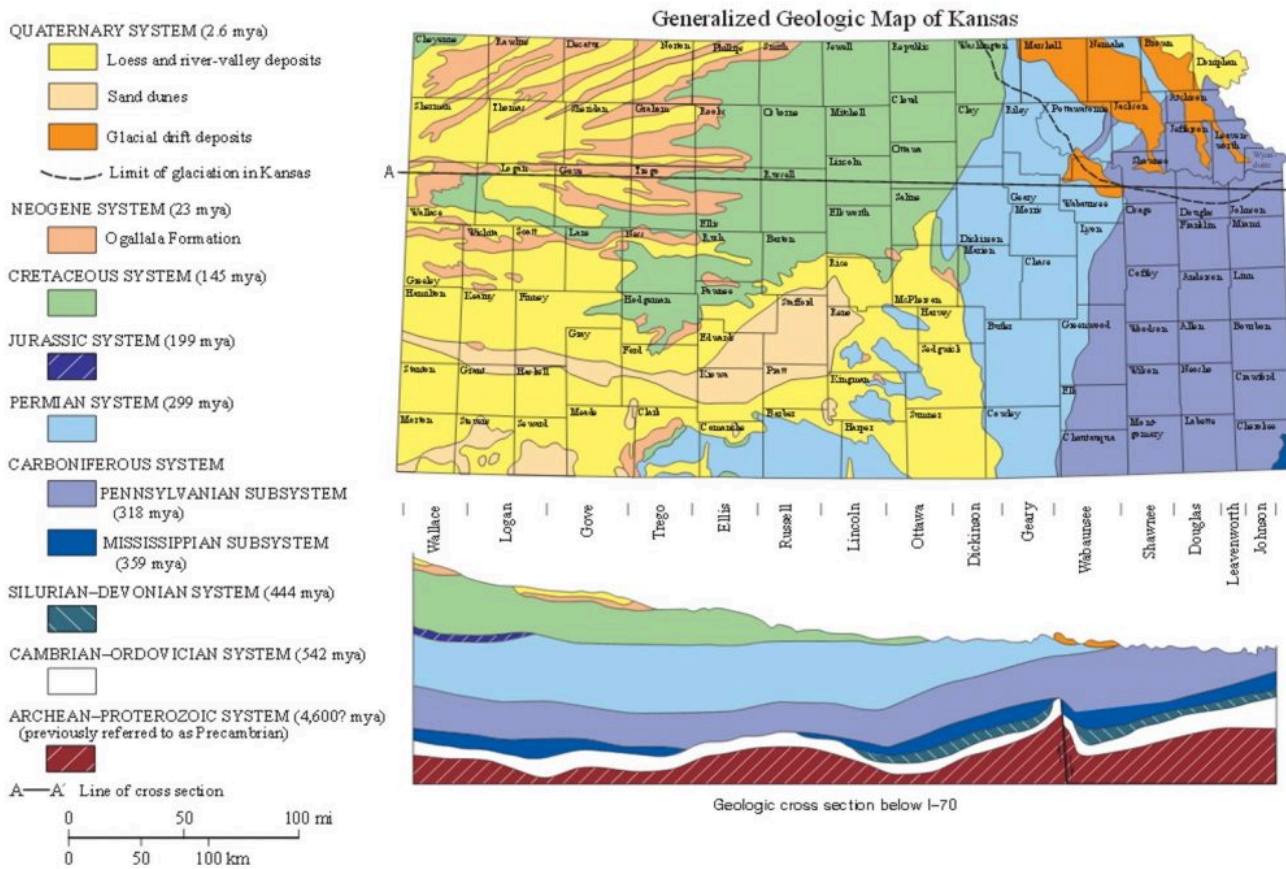 Generalized Geologic Map of Kansas
QUATERNARY SYSTEM (2.6 mya)
Loess and river-valley deposits
Sand dunes
Glacial drift deposits
Limit of glaciation in Kansas
NEOGENE SYSTEM (23 mya)
Ogallala Formation
CRETACEOUS SYSTEM (145 mya)
JURASSIC SYSTEM (199 mya)
PERMIAN SYSTEM (299 mya)
CARBONIFEROUS SYSTEM
PENNSYLVANIAN SUBSYSTEM
(318 mya)
MISSISSIPPIAN SUBSYSTEM
(359 mya)
SILURIAN–DEVONIAN SYSTEM (444 mya)
CAMBRIAN–ORDOVICIAN SYSTEM (542 mya)
ARCHEAN–PROTEROZOIC SYSTEM (4,600? mya)
(previously referred to as Precambrian)
A A′ Line of cross section
0 50 100 mi
0 50 100 km
Cheyenne Rawlins Decatur Norton Phillips Smith Jewell Republic Washington Marshall Nemaha Brown Doniphan
Sherman Thomas Sheridan Graham Rooks Osborne Mitchell Cloud Clay Riley Pottawatomie Jackson Atchison
Jefferson Leaven-
worth
A
Wallace Logan Gove Trego Ellis Russell Lincoln Ottawa Saline Geary Wabaunsee Shawnee Wyan-
dotte
Ellsworth Dickinson Morris Lyon Osage Douglas Johnson
Franklin Miami
Greeley Wichita Scott Lane Ness Rush Barton Rice McPherson Marion Chase Coffey Anderson Linn
Hamilton Kearny Finney Hodgeman Pawnee Stafford Reno Harvey
Gray Ford Edwards Sedgwick Butler Greenwood Woodson Allen Bourbon
Stanton Grant Haskell Kiowa Pratt Kingman Elk Wilson Neosho Crawford
Morton Stevens Seward Meade Clark Comanche Barber Harper Sumner Cowley Chautauqua Mont-
gomery Labette Cherokee
Wallace
Logan
Gove
Trego
Ellis
Russell
Lincoln
Ottawa
Dickinson
Geary
Wabaunsee
Shawnee
Douglas
Leavenworth
Johnson
Geologic cross section below I–70